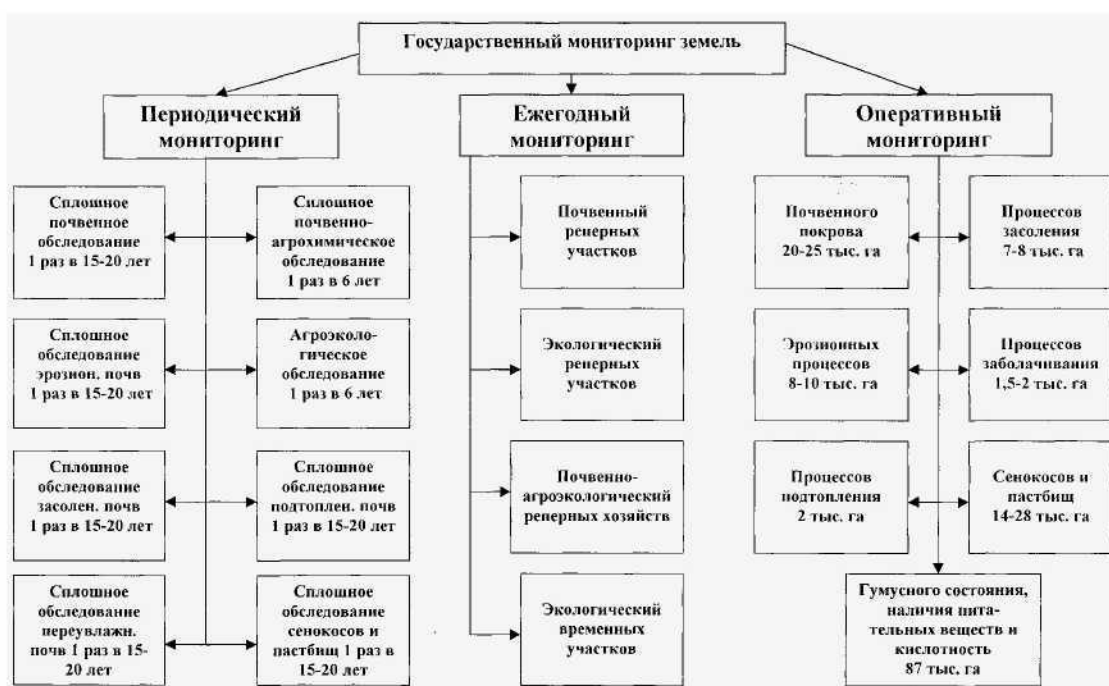 Государственный мониторинг земель
Периодический
мониторинг
Ежегодный
мониторинг
Оперативный
мониторинг
Сплошное
почвенное
обследование
1 раз в 15-20 лет
Силошное
почвенно-
агрохимическое
обследование
1 раз в 6 лет
Сплошное
обследование
эрозион. почв
1 раз в 15-20 лет
Агроэколо-
гическое
обследование
1 раз в 6 лет
Сплошное
обследование
засолен. почв
1 раз в 15-20 лет
Сплошное
обследование
подтоплен. почв
1 раз в 15-20 лет
Сплошное
обследование
переувлажн.
почв 1 раз в 15-
20 лет
Сплошное
обследование
сенокосов и
пастбищ 1 раз в
15-20 лет
Почвенный
реперных
участков
Экологический
реперных
участков
Почвенно-
агроэкологический
реперных хозяйств
Экологический
временных
участков
Почвенного
покрова
20-25 тыс. га
Процессов
засоления
7-8 тыс. га
Эрозионных
процессов
8-10 тыс. га
Процессов
заболачивания
1,5-2 тыс. га
Процессов
подтопления
2 тыс. га
Сенокосов и
пастбищ
14-28 тыс. га
Гумусного состояния,
наличия пита-
тельных веществ и
кислотность
87 тыс. га